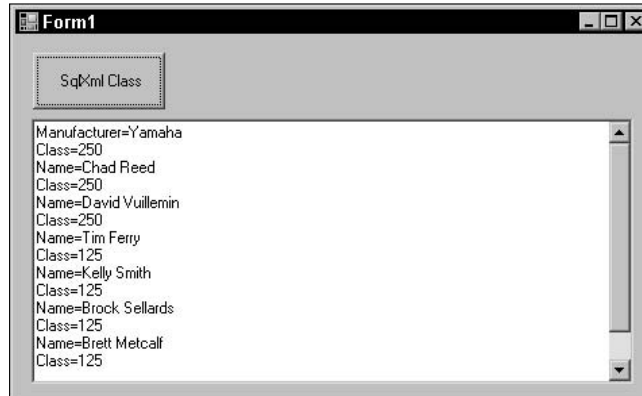 Form1
SqlXml Class
Manufacturer=Yamaha
Class=250
Name=Chad Reed
Class=250
Name=David Vuillemin
Class=250
Name=Tim Ferry
Class=125
Name=Kelly Smith
Class=125
Name=Brock Sellards
Class=125
Name=Brett Metcalf
Class=125